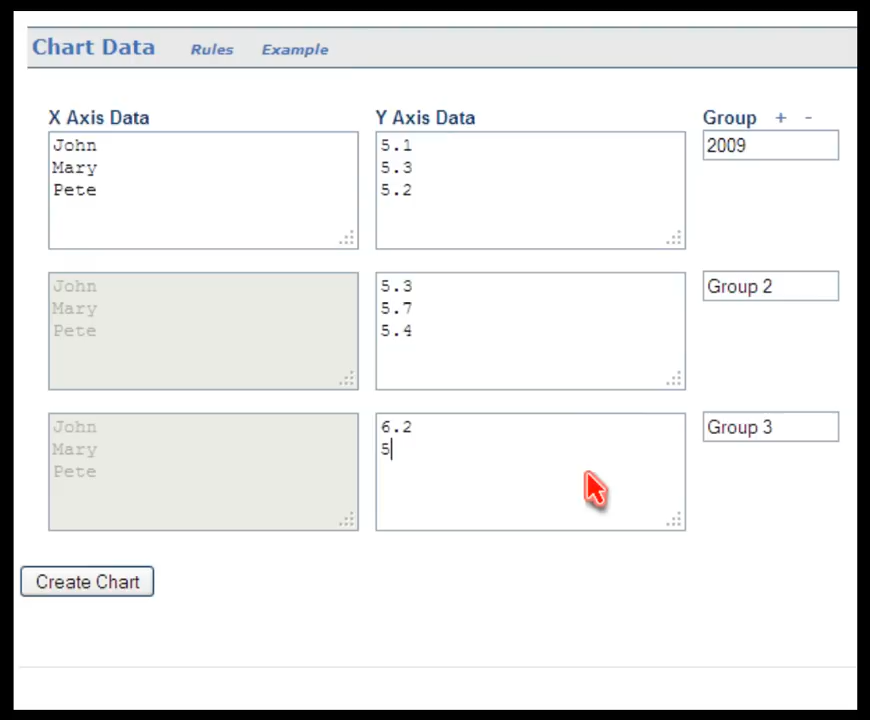 Chart Data Rules Example
X Axis Data Y Axis Data Group + -
John 5.1 2009
Mary 5.3
Pete 5.2
John 5.3 Group 2
Mary 5.7
Pete 5.4
John 6.2 Group 3
Mary 5
Pete
Create Chart